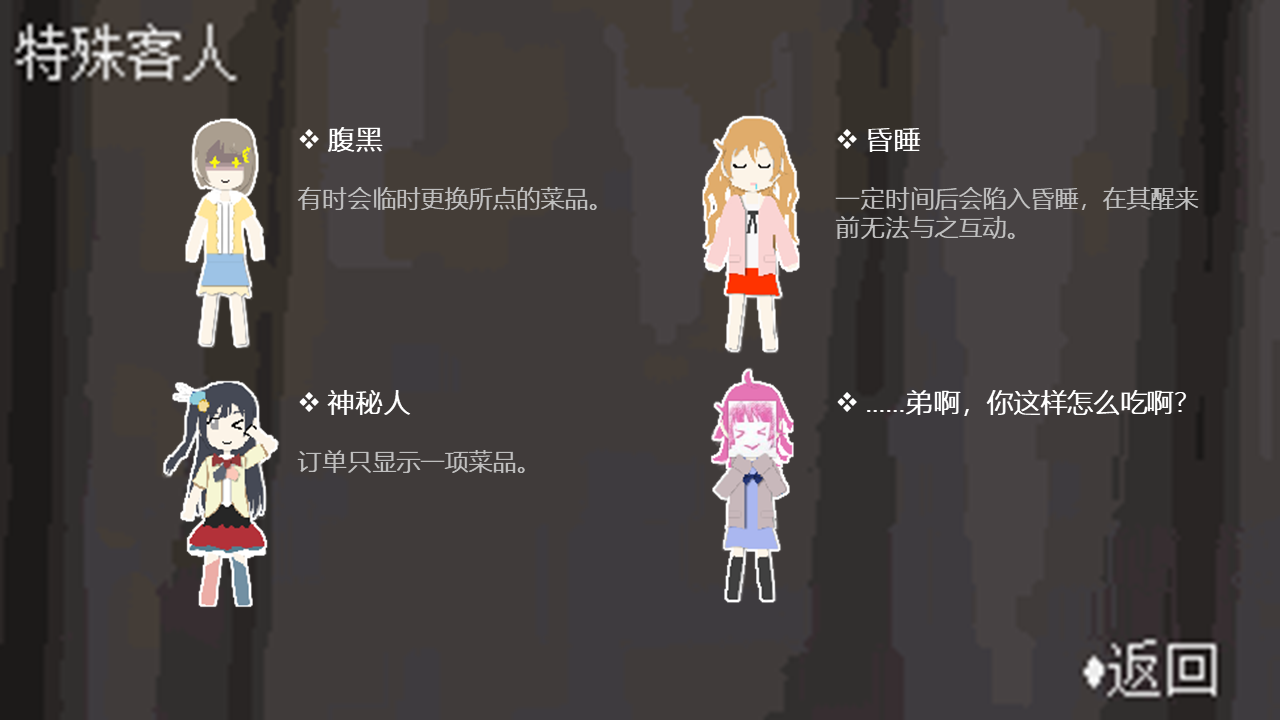 特殊客人
❖ 腹黑
有时会临时更换所点的菜品。
❖ 昏睡
一定时间后会陷入昏睡，在其醒来
前无法与之互动。
❖ 神秘人
订单只显示一项菜品。
❖ ......弟啊，你这样怎么吃啊?
♦返回